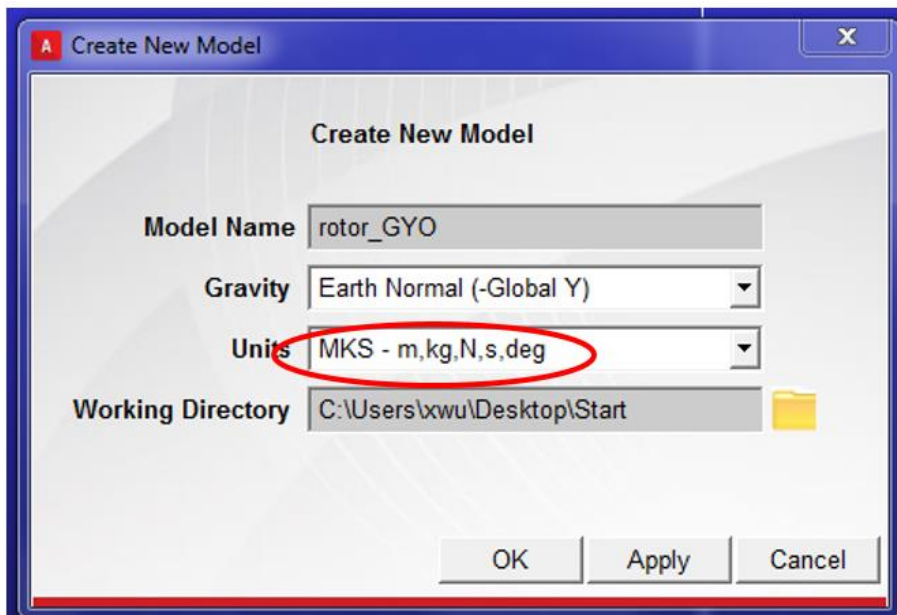 A Create New Model
x
Create New Model
Model Name rotor_GYO
Gravity Earth Normal (-Global Y)
Units MKS - m,kg,N,s,deg
Working Directory C:\Users\xwu\Desktop\Start
OK Apply Cancel